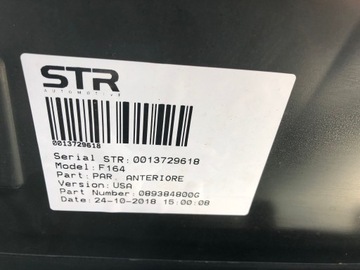 STR
AUTOMOTIVE
0013729618
Serial STR:0013729618
Model:F164
Part:PAR. ANTERIORE
Version:USA
Part Number:089384800G
Date:24-10-2018 15:00:08